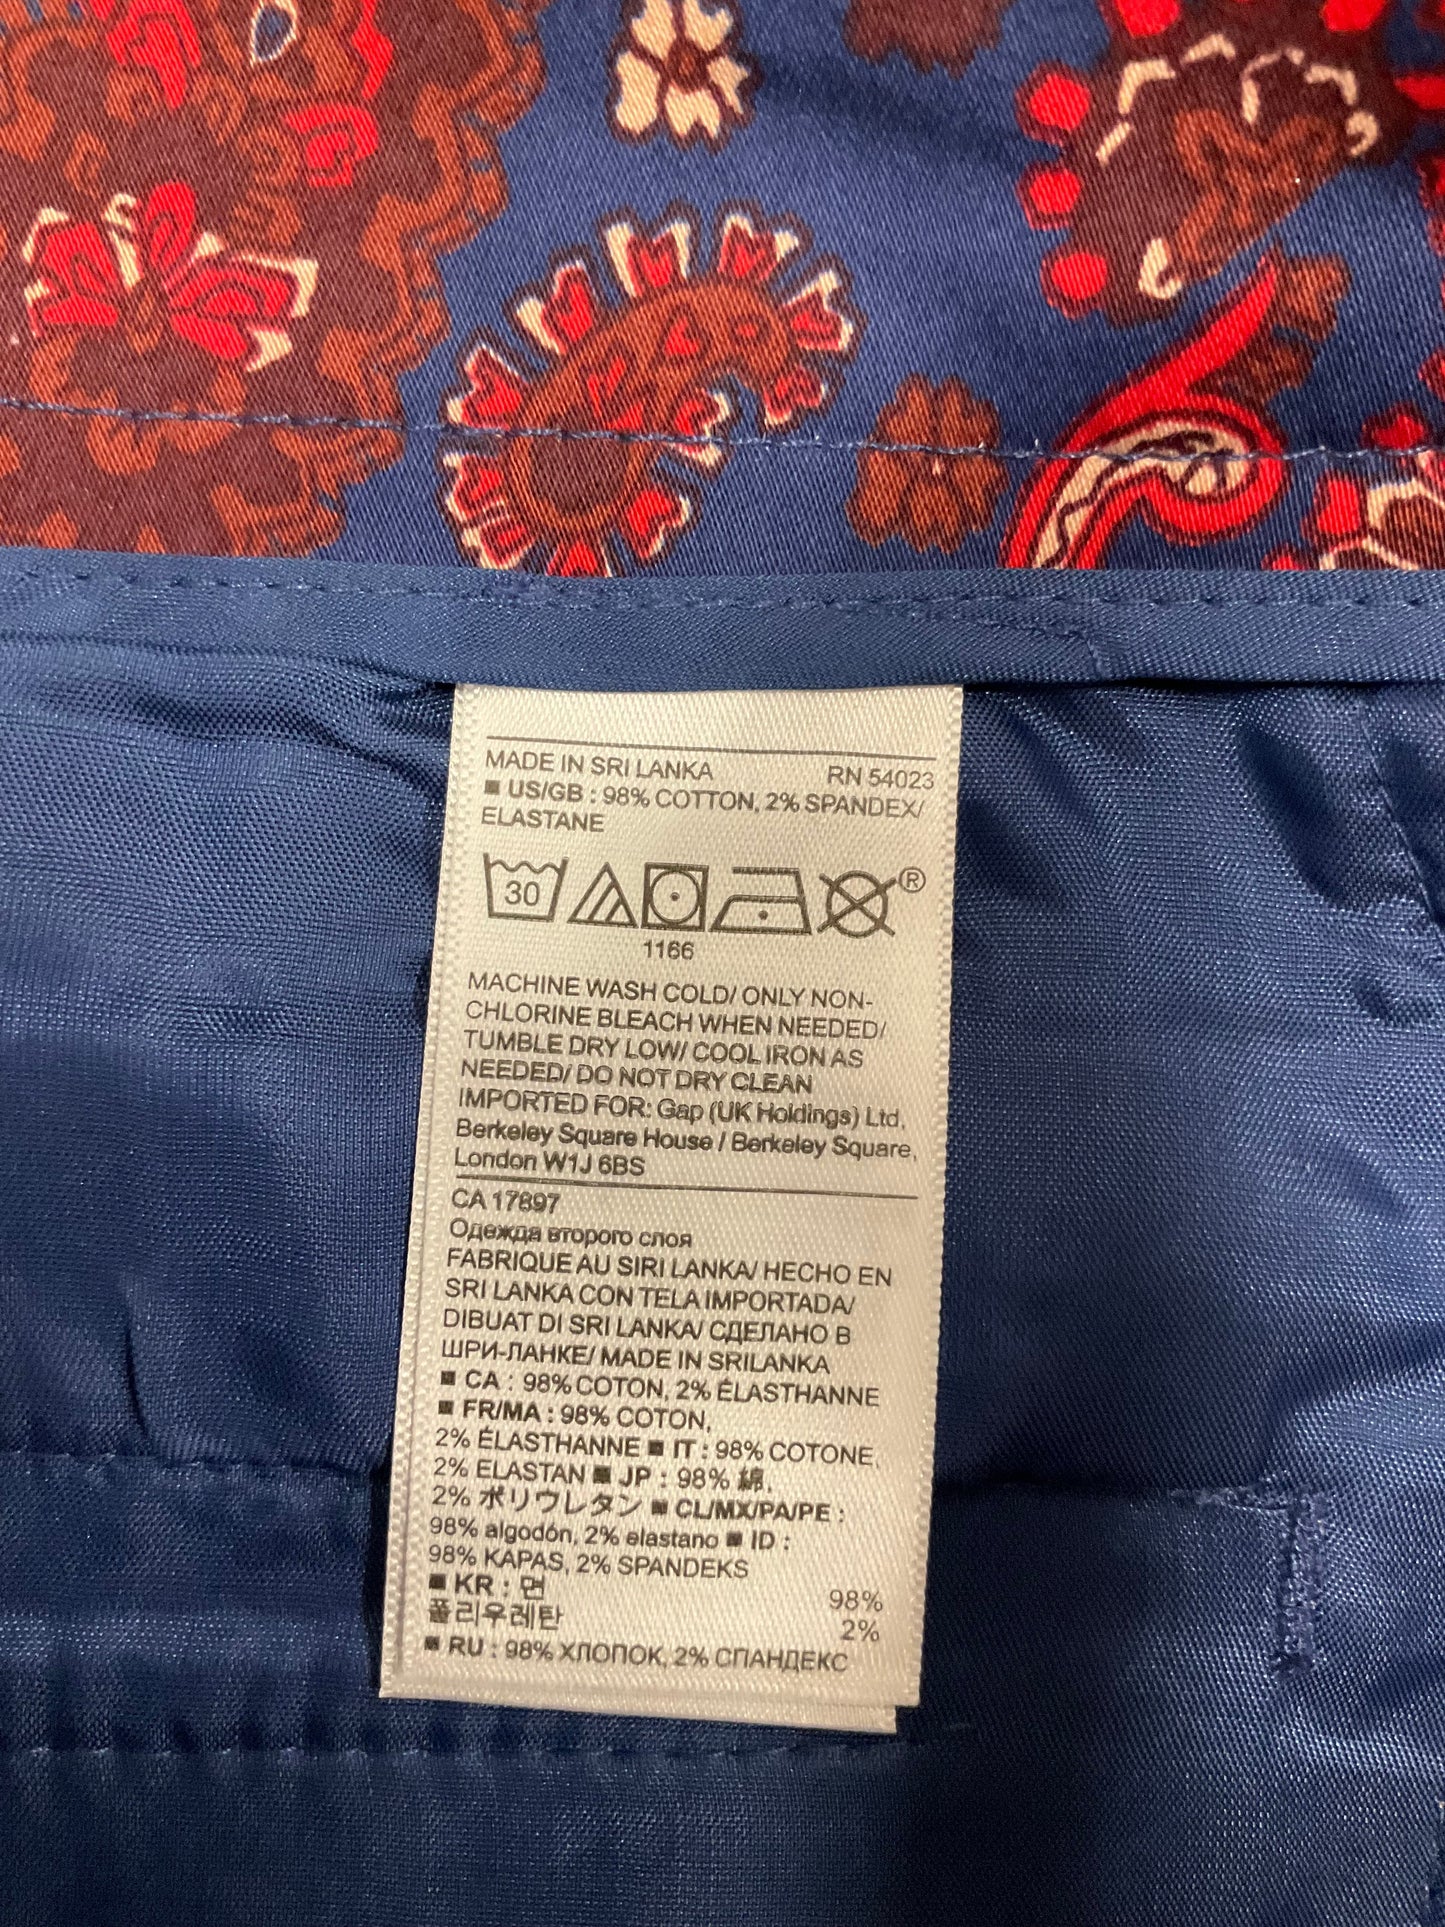 MADE IN SRI LANKA RN 54023
■ US/GB : 98% COTTON, 2% SPANDEX/
ELASTANE
30 ®
1166
MACHINE WASH COLD/ ONLY NON-
CHLORINE BLEACH WHEN NEEDED/
TUMBLE DRY LOW/ COOL IRON AS
NEEDED/ DO NOT DRY CLEAN
IMPORTED FOR: Gap (UK Holdings) Ltd,
Berkeley Square House / Berkeley Square,
London W1J 6BS
CA 17897
Одежда второго слоя
FABRIQUE AU SIRI LANKA/ HECHO EN
SRI LANKA CON TELA IMPORTADA/
DIBUAT DI SRI LANKA/ СДЕЛАНО В
ШРИ-ЛАНКЕ/ MADE IN SRILANKA
■ CA : 98% COTON, 2% ÉLASTHANNE
■ FR/MA : 98% COTON,
2% ÉLASTHANNE ■ IT : 98% COTONE,
2% ELASTAN ■ JP : 98% 綿,
2% ポリウレタン ■ CL/MX/PA/PE :
98% algodón, 2% elastano ■ ID :
98% KAPAS, 2% SPANDEKS
■ KR : 면 98%
폴리우레탄 2%
■ RU : 98% ХЛОПОК, 2% СПАНДЕКС